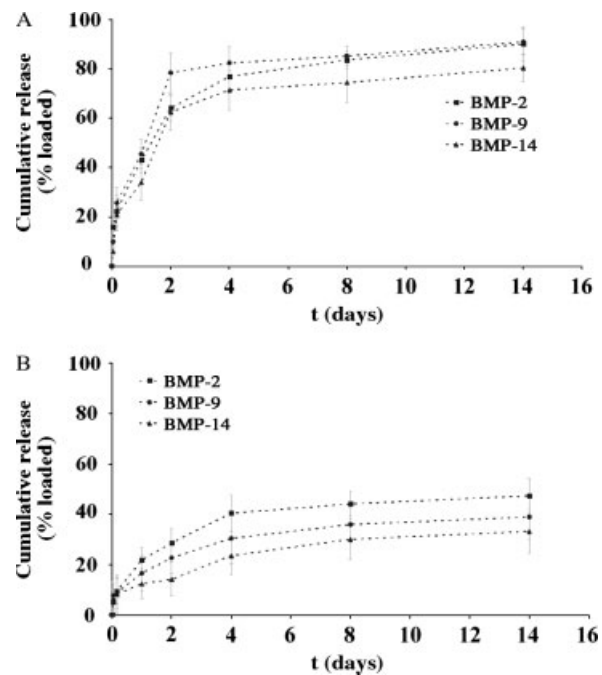 A
Cumulative release
(% loaded)
100
80
60
40
20
0
BMP-2
BMP-9
BMP-14
0 2 4 6 8 10 12 14 16
t (days)
B
Cumulative release
(% loaded)
100
80
60
40
20
0
BMP-2
BMP-9
BMP-14
0 2 4 6 8 10 12 14 16
t (days)